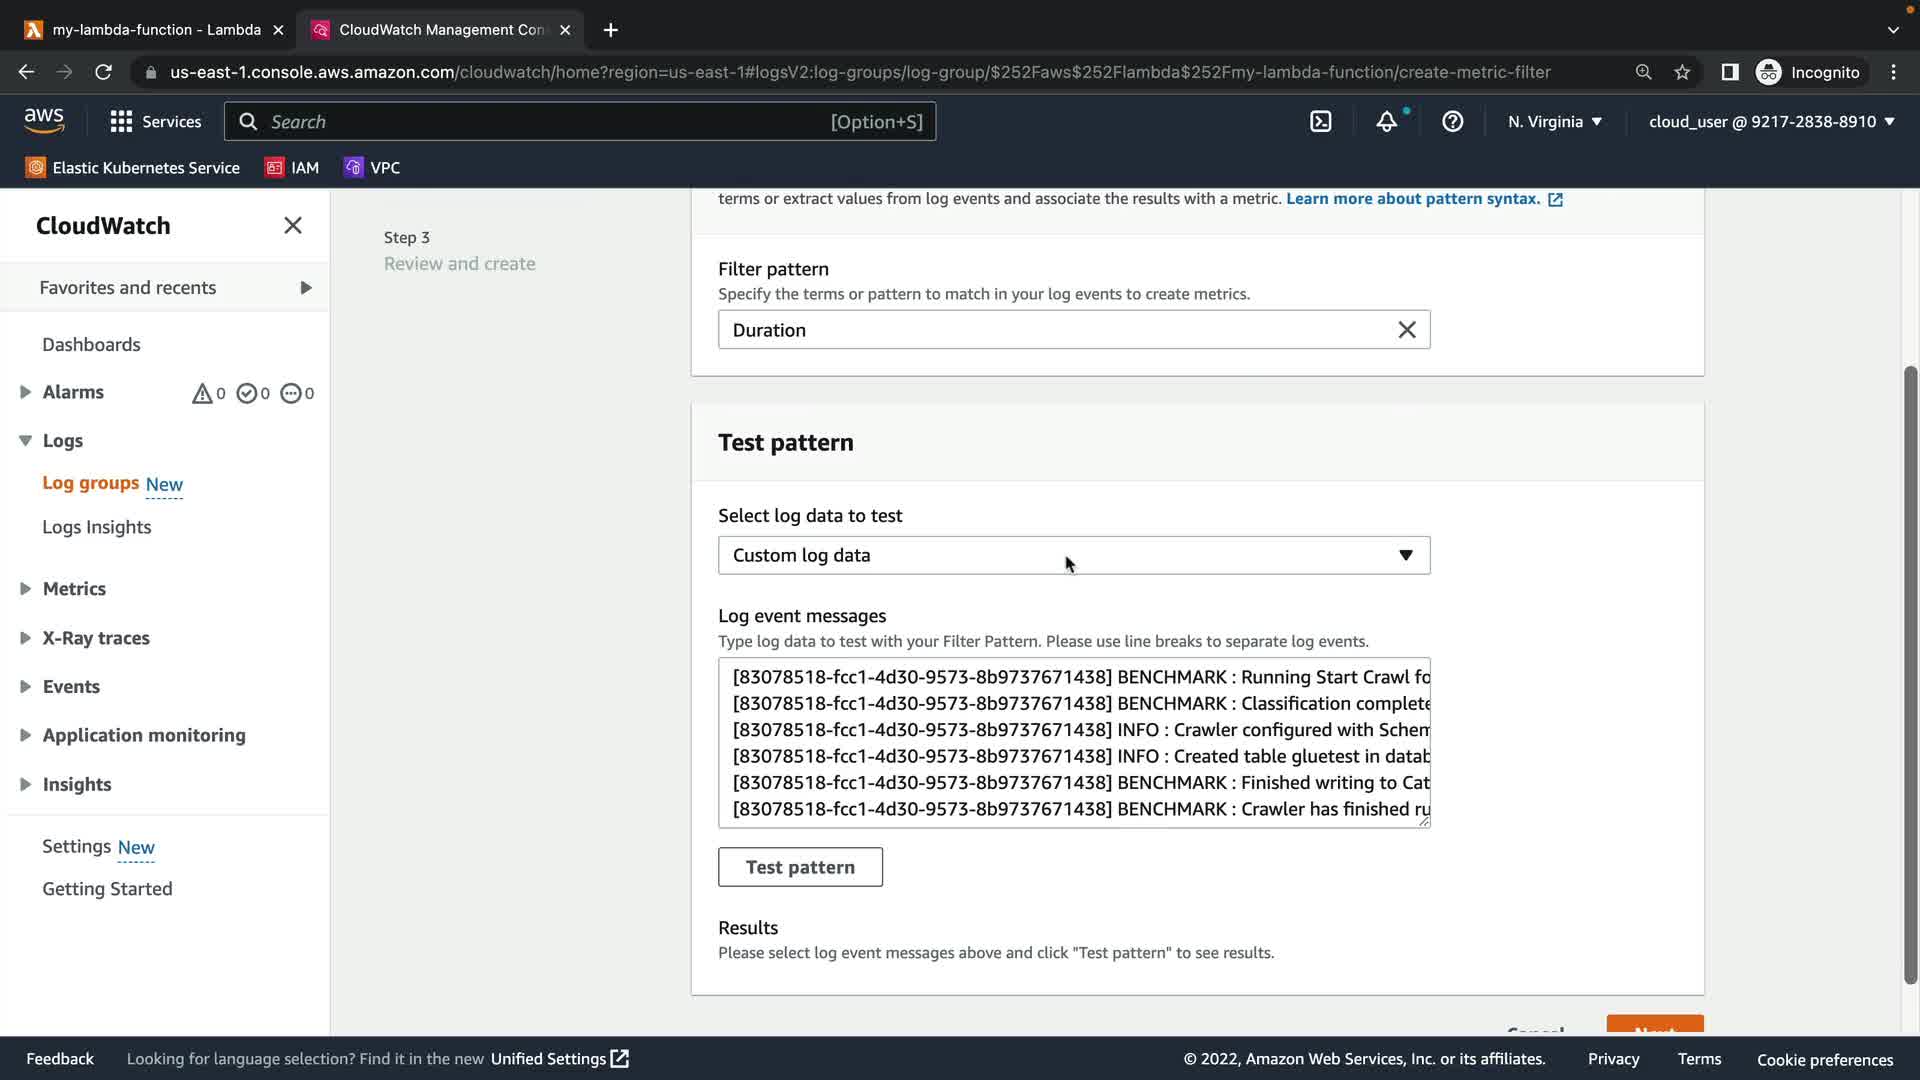 my-lambda-function - Lambda
CloudWatch Management Con
us-east-1.console.aws.amazon.com/cloudwatch/home?region=us-east-1#logsV2:log-groups/log-group/$252Faws$252Flambda$252Fmy-lambda-function/create-metric-filter
Incognito
aws
Services
Search
[Option+S]
N. Virginia
cloud_user @ 9217-2838-8910
Elastic Kubernetes Service
IAM
VPC
CloudWatch
Favorites and recents
Dashboards
Alarms
0
0
0
Logs
Log groups New
Logs Insights
Metrics
X-Ray traces
Events
Application monitoring
Insights
Settings New
Getting Started
Step 3
Review and create
terms or extract values from log events and associate the results with a metric. Learn more about pattern syntax.
Filter pattern
Specify the terms or pattern to match in your log events to create metrics.
Duration
Test pattern
Select log data to test
Custom log data
Log event messages
Type log data to test with your Filter Pattern. Please use line breaks to separate log events.
[83078518-fcc1-4d30-9573-8b9737671438] BENCHMARK : Running Start Crawl fo
[83078518-fcc1-4d30-9573-8b9737671438] BENCHMARK : Classification complete
[83078518-fcc1-4d30-9573-8b9737671438] INFO : Crawler configured with Schem
[83078518-fcc1-4d30-9573-8b9737671438] INFO : Created table gluetest in datab
[83078518-fcc1-4d30-9573-8b9737671438] BENCHMARK : Finished writing to Cat
[83078518-fcc1-4d30-9573-8b9737671438] BENCHMARK : Crawler has finished ru
Test pattern
Results
Please select log event messages above and click "Test pattern" to see results.
Cancel
Next
Feedback
Looking for language selection? Find it in the new Unified Settings
© 2022, Amazon Web Services, Inc. or its affiliates.
Privacy
Terms
Cookie preferences